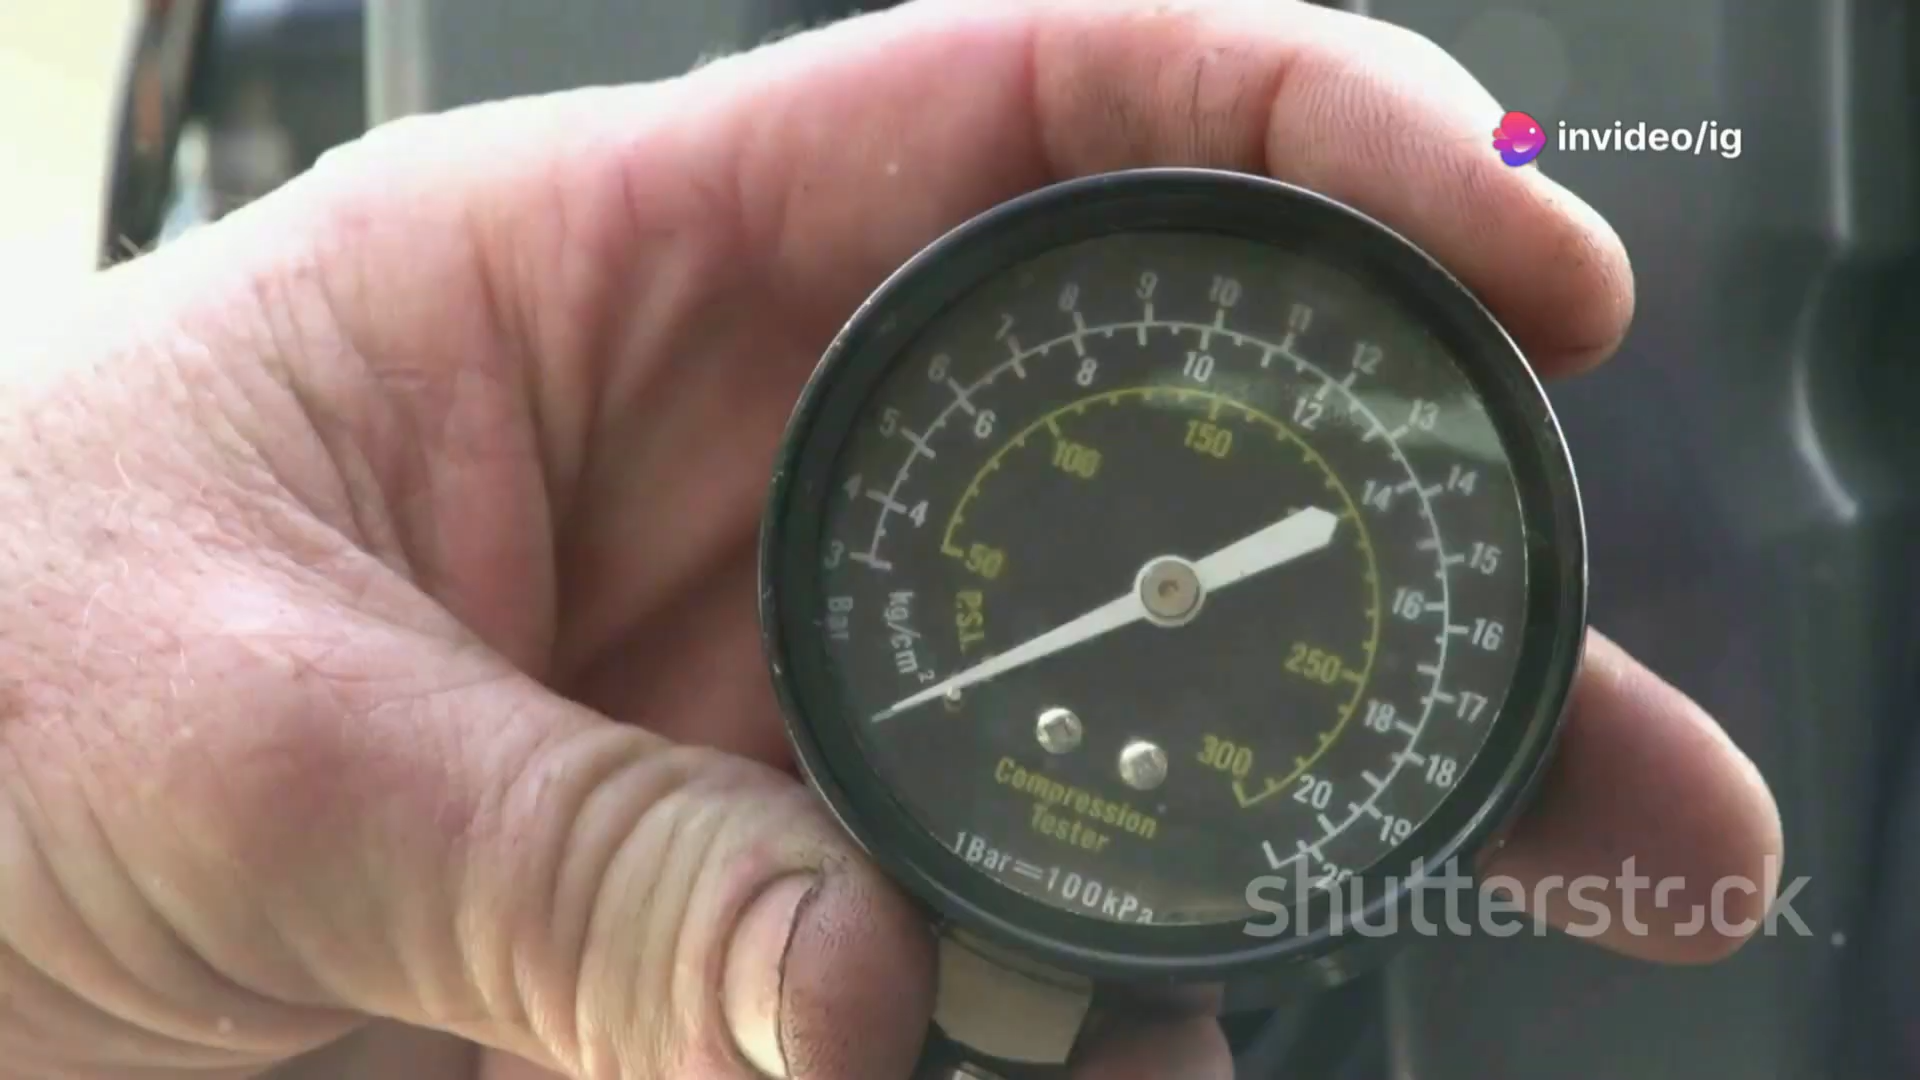 invideo/ig
3 4 5 6 7 8 9 10 11 12 13 14 15 16 17 18 19
4 6 8 10 12 14 16 18 20
50 100 150 250 300
Bar
kg/cm²
PSI
0
Compression
Tester
1Bar=100kPa
shutterstock